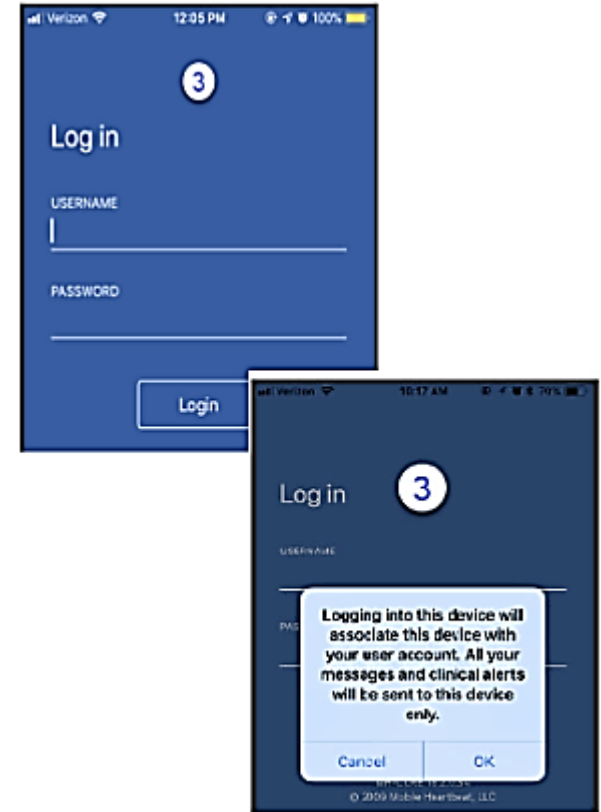 Verizon 12:05 PM 100%
3
Log in
USERNAME
PASSWORD
Login
Verizon 10:17 AM 70%
Log in 3
USERNAME
PAS
Logging into this device will
associate this device with
your user account. All your
messages and clinical alerts
will be sent to this device
only.
Cancel OK
© 2009 Mobile Heartbeat, LLC